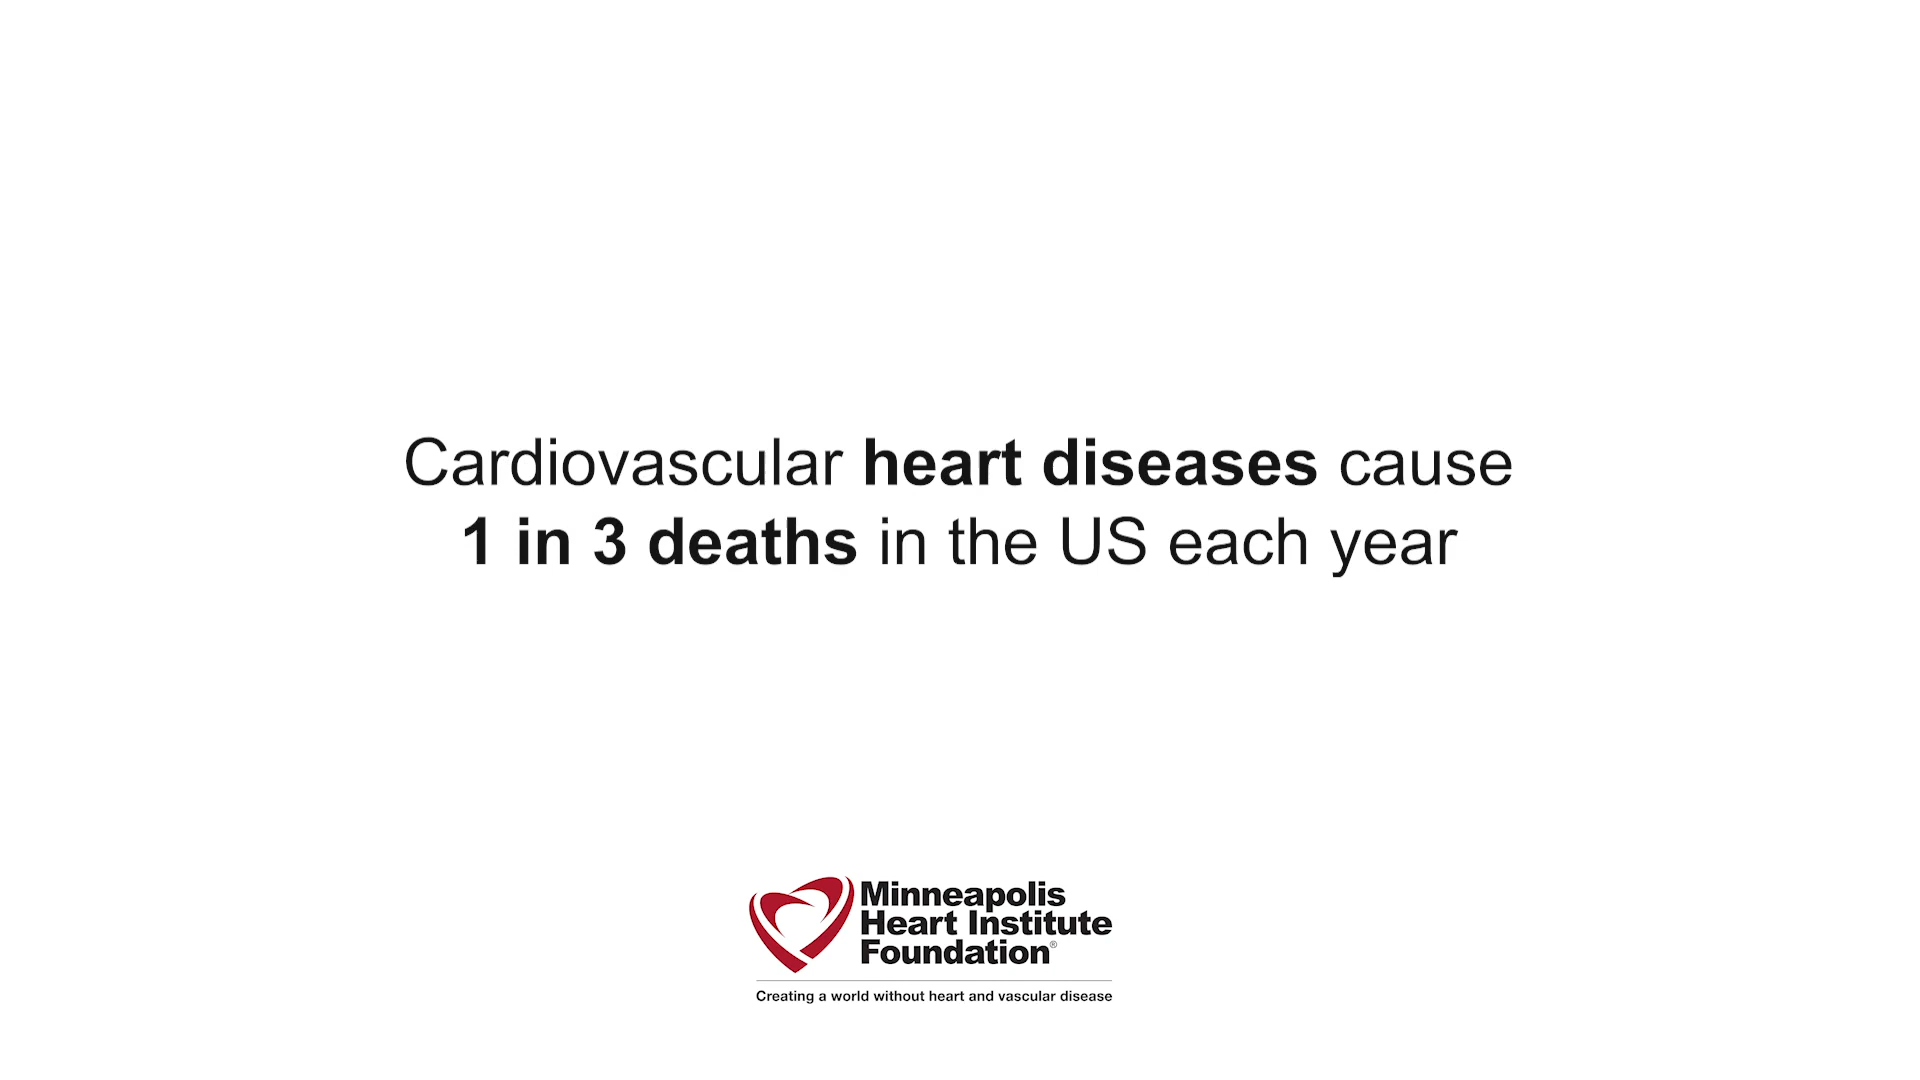 Cardiovascular heart diseases cause
1 in 3 deaths in the US each year
Minneapolis
Heart Institute
Foundation®
Creating a world without heart and vascular disease